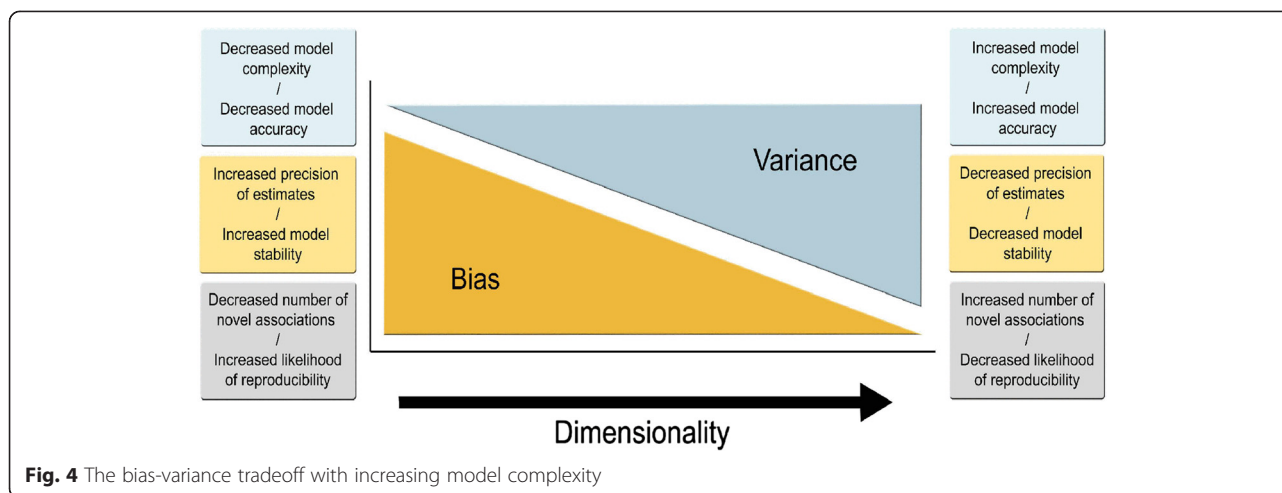 Decreased model
complexity
/
Decreased model
accuracy
Increased precision
of estimates
/
Increased model
stability
Decreased number of
novel associations
/
Increased likelihood
of reproducibility
Variance
Bias
Dimensionality
Increased model
complexity
/
Increased model
accuracy
Decreased precision
of estimates
/
Decreased model
stability
Increased number of
novel associations
/
Decreased likelihood
of reproducibility
Fig. 4 The bias-variance tradeoff with increasing model complexity